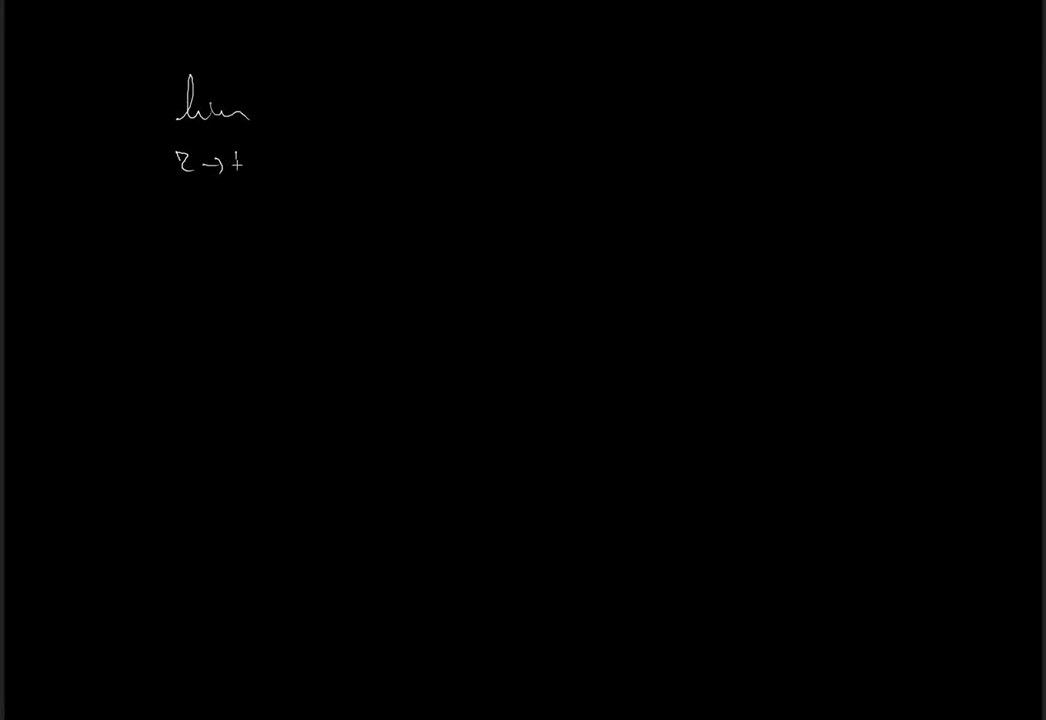 lim
z → +